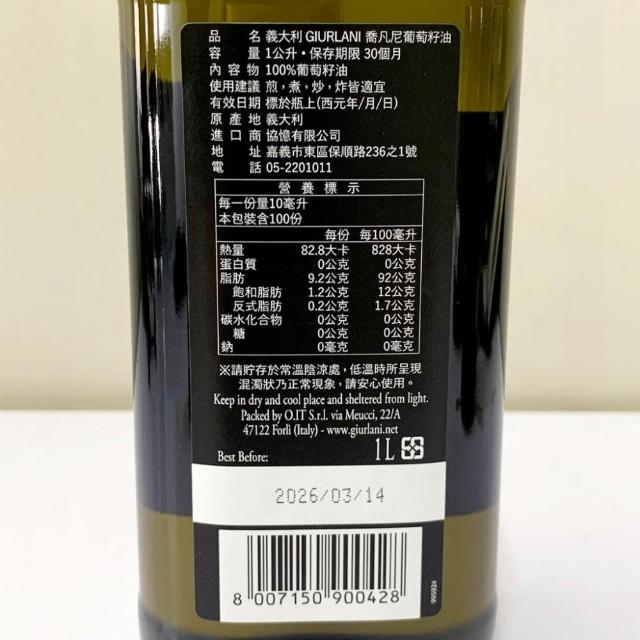 品名 義大利 GIURLANI 喬凡尼葡萄籽油
容量 1公升・保存期限 30個月
內容物 100%葡萄籽油
使用建議 煎，煮，炒，炸皆適宜
有效日期 標於瓶上(西元年/月/日)
原產地 義大利
進口商 協憶有限公司
地址 嘉義市東區保順路236之1號
電話 05-2201011
營養標示
每一份量10毫升
本包裝含100份
每份 每100毫升
熱量 82.8大卡 828大卡
蛋白質 0公克 0公克
脂肪 9.2公克 92公克
飽和脂肪 1.2公克 12公克
反式脂肪 0.2公克 1.7公克
碳水化合物 0公克 0公克
糖 0公克 0公克
鈉 0毫克 0毫克
※請貯存於常溫陰涼處，低溫時所呈現
混濁狀乃正常現象，請安心使用。
Keep in dry and cool place and sheltered from light.
Packed by O.IT S.r.l. via Meucci, 22/A
47122 Forlì (Italy) - www.giurlani.net
Best Before: 1L
2026/03/14
8 007150 900428
995924